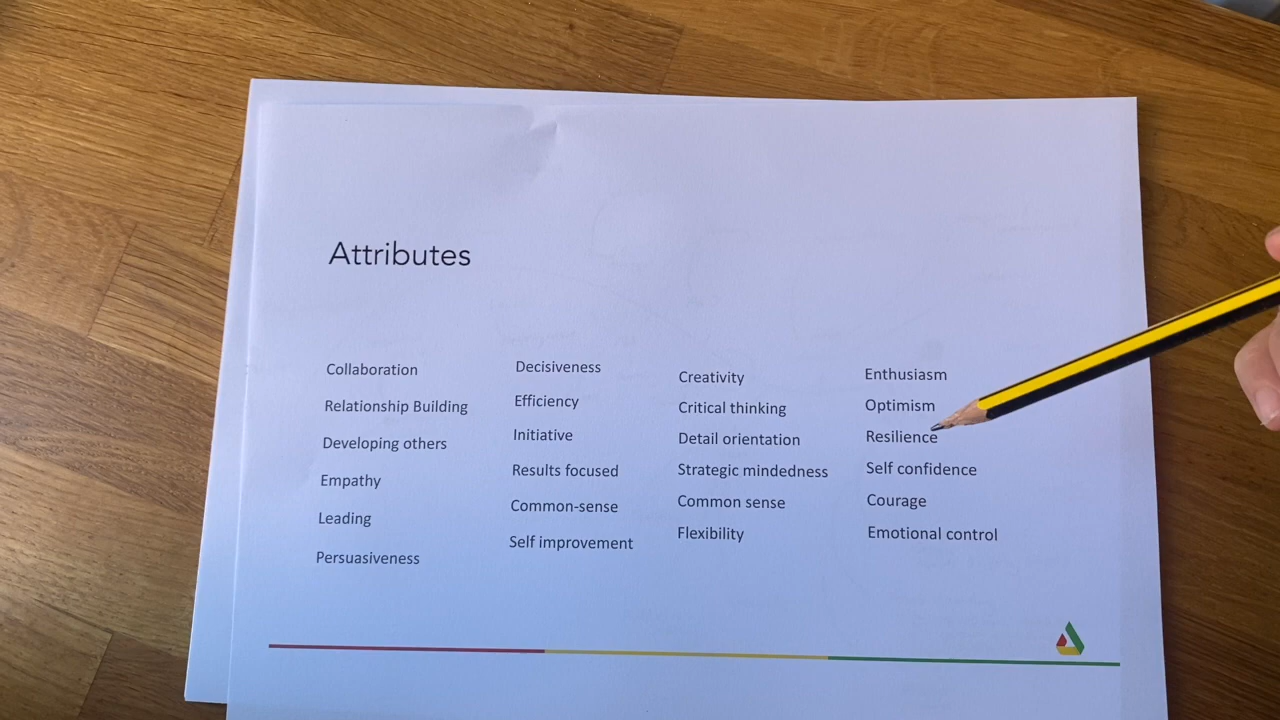 Attributes
Collaboration
Relationship Building
Developing others
Empathy
Leading
Persuasiveness
Decisiveness
Efficiency
Initiative
Results focused
Common-sense
Self improvement
Creativity
Critical thinking
Detail orientation
Strategic mindedness
Common sense
Flexibility
Enthusiasm
Optimism
Resilience
Self confidence
Courage
Emotional control